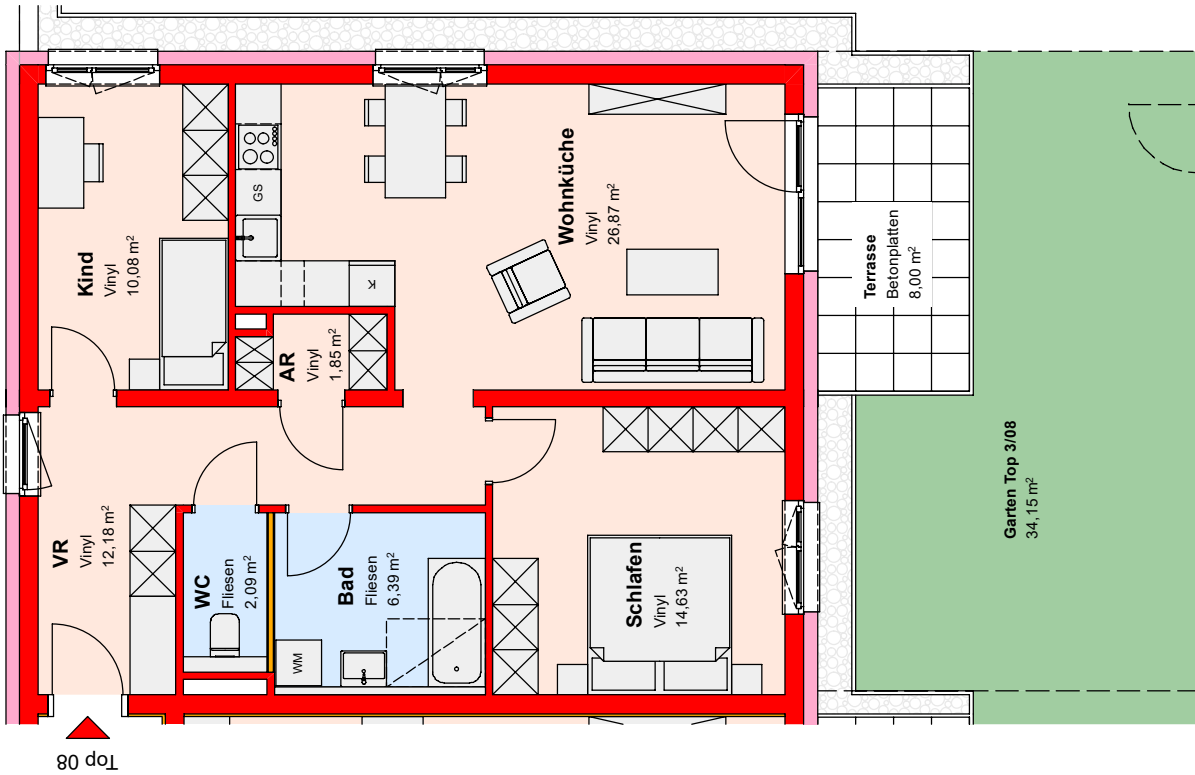 Kind
Vinyl
10,08 m²
GS
K
Wohnküche
Vinyl
26,87 m²
AR
Vinyl
1,85 m²
Terrasse
Betonplatten
8,00 m²
VR
Vinyl
12,18 m²
WC
Fliesen
2,09 m²
Bad
Fliesen
6,39 m²
WM
Schlafen
Vinyl
14,63 m²
Garten Top 3/08
34,15 m²
Top 08